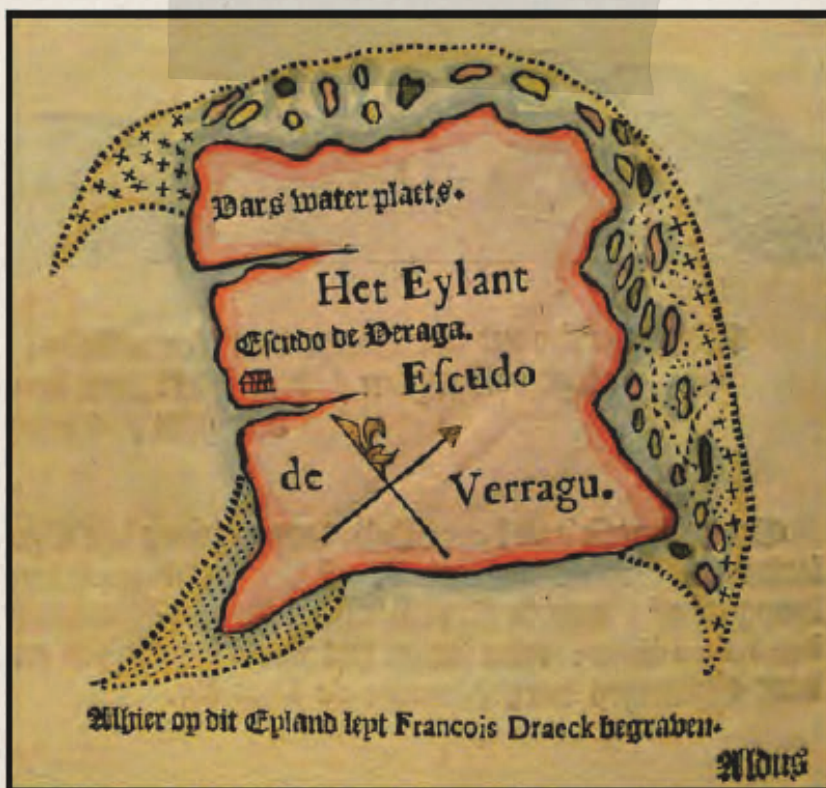 Vars water plaets.
Het Eylant
Escudo de Veraga.
Eſcudo
de Verragu.
Alhier op dit Eyland leyt Francois Draeck begraven.
Aldus